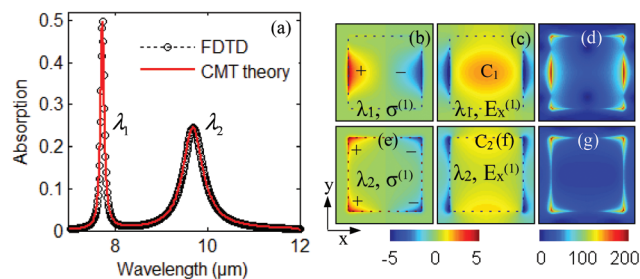 (a)
FDTD
CMT theory
λ1
λ2
Absorption
0.5
0.4
0.3
0.2
0.1
0
8
10
12
Wavelength (μm)
(b)
+
−
λ1, σ(1)
(c)
C1
λ1, Ex(1)
(d)
(e)
+
−
λ2, σ(1)
+
−
C2 (f)
λ2, Ex(1)
(g)
y
x
-5
0
5
0
100
200